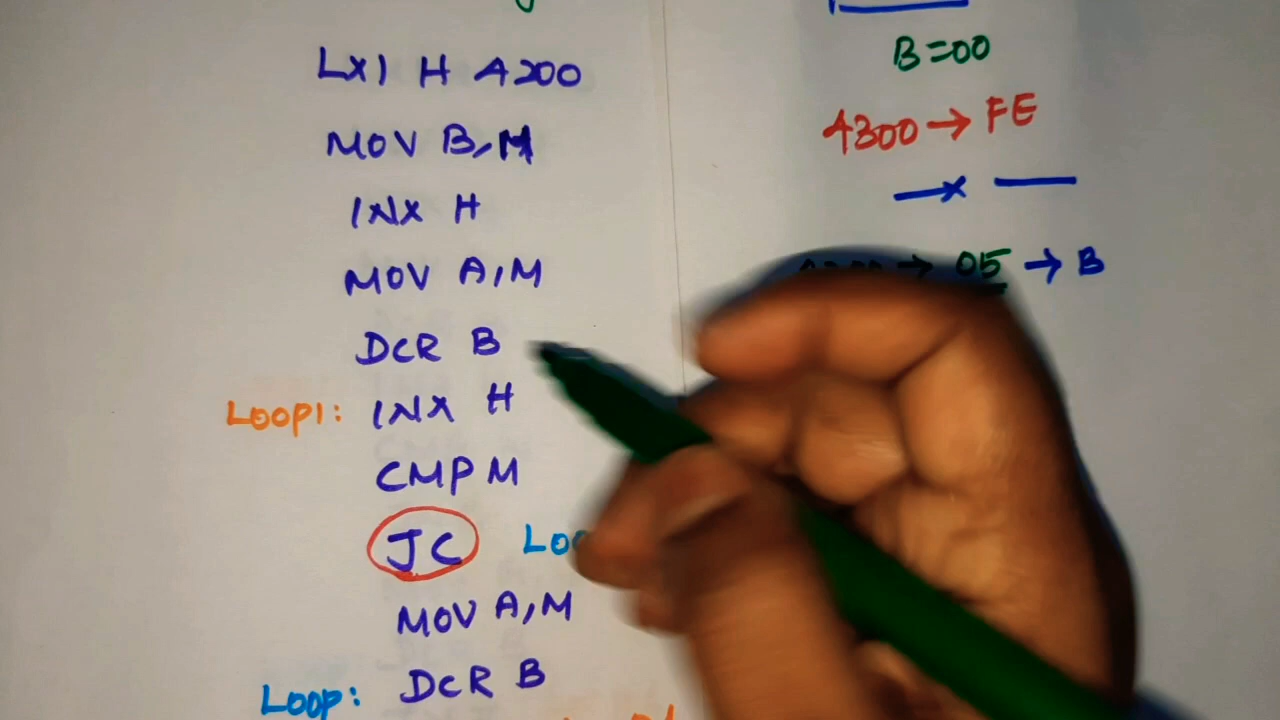 LXI H 4200
MOV B,M
INX H
MOV A,M
DCR B
LOOP1: INX H
CMP M
JC
MOV A,M
LOOP: DCR B
B=00
4300→FE
05 → B